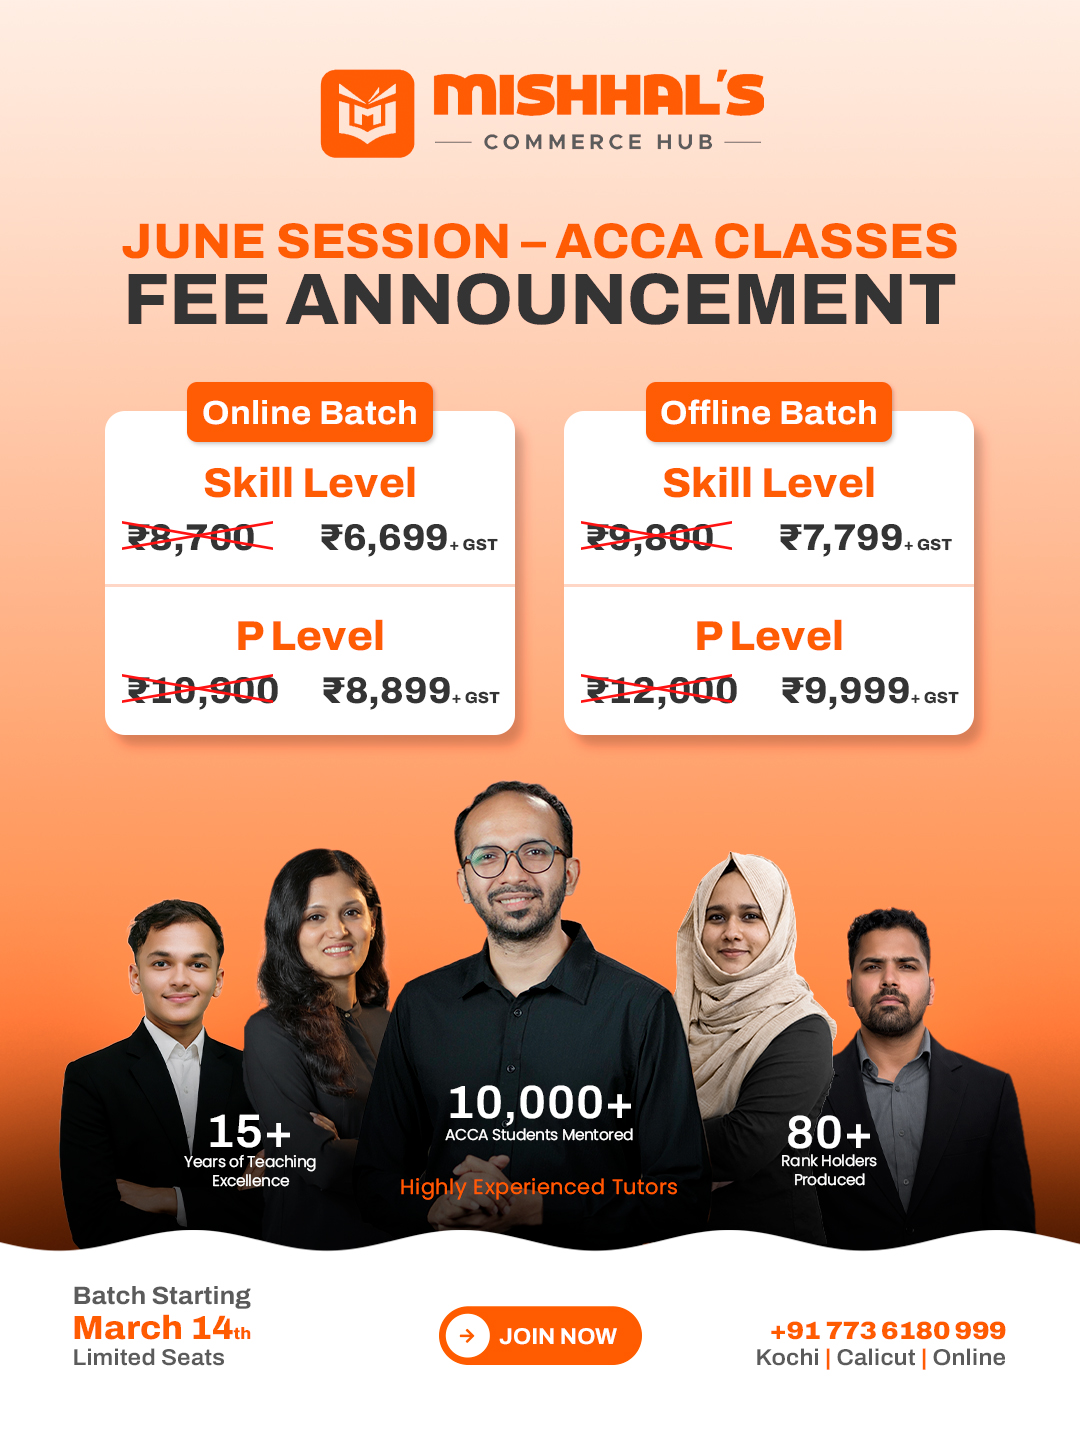 MISHHAL'S
COMMERCE HUB
JUNE SESSION – ACCA CLASSES
FEE ANNOUNCEMENT
Online Batch
Skill Level
₹8,700 ₹6,699 + GST
P Level
₹10,900 ₹8,899 + GST
Offline Batch
Skill Level
₹9,800 ₹7,799 + GST
P Level
₹12,000 ₹9,999 + GST
15+
Years of Teaching
Excellence
10,000+
ACCA Students Mentored
Highly Experienced Tutors
80+
Rank Holders
Produced
Batch Starting
March 14th
Limited Seats
JOIN NOW
+91 773 6180 999
Kochi | Calicut | Online